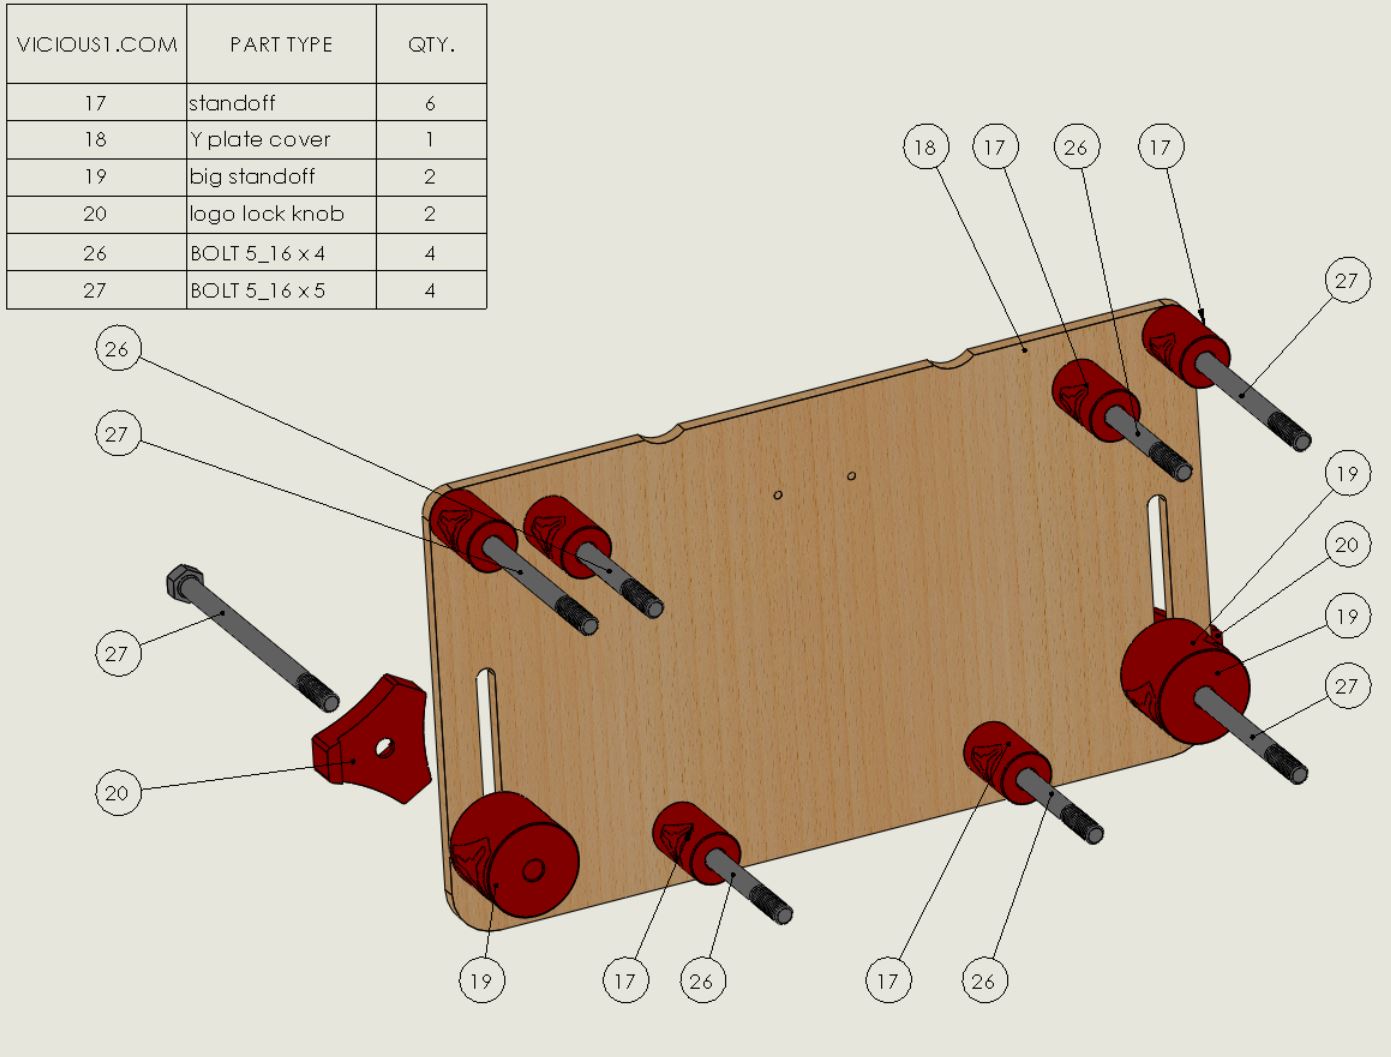 VICIOUS1.COM PART TYPE QTY.
17 standoff 6
18 Y plate cover 1
19 big standoff 2
20 logo lock knob 2
26 BOLT 5_16 x 4 4
27 BOLT 5_16 x 5 4
18 17 26 17
27
26
27
19
20
19
27
27
20
19 17 26 17 26